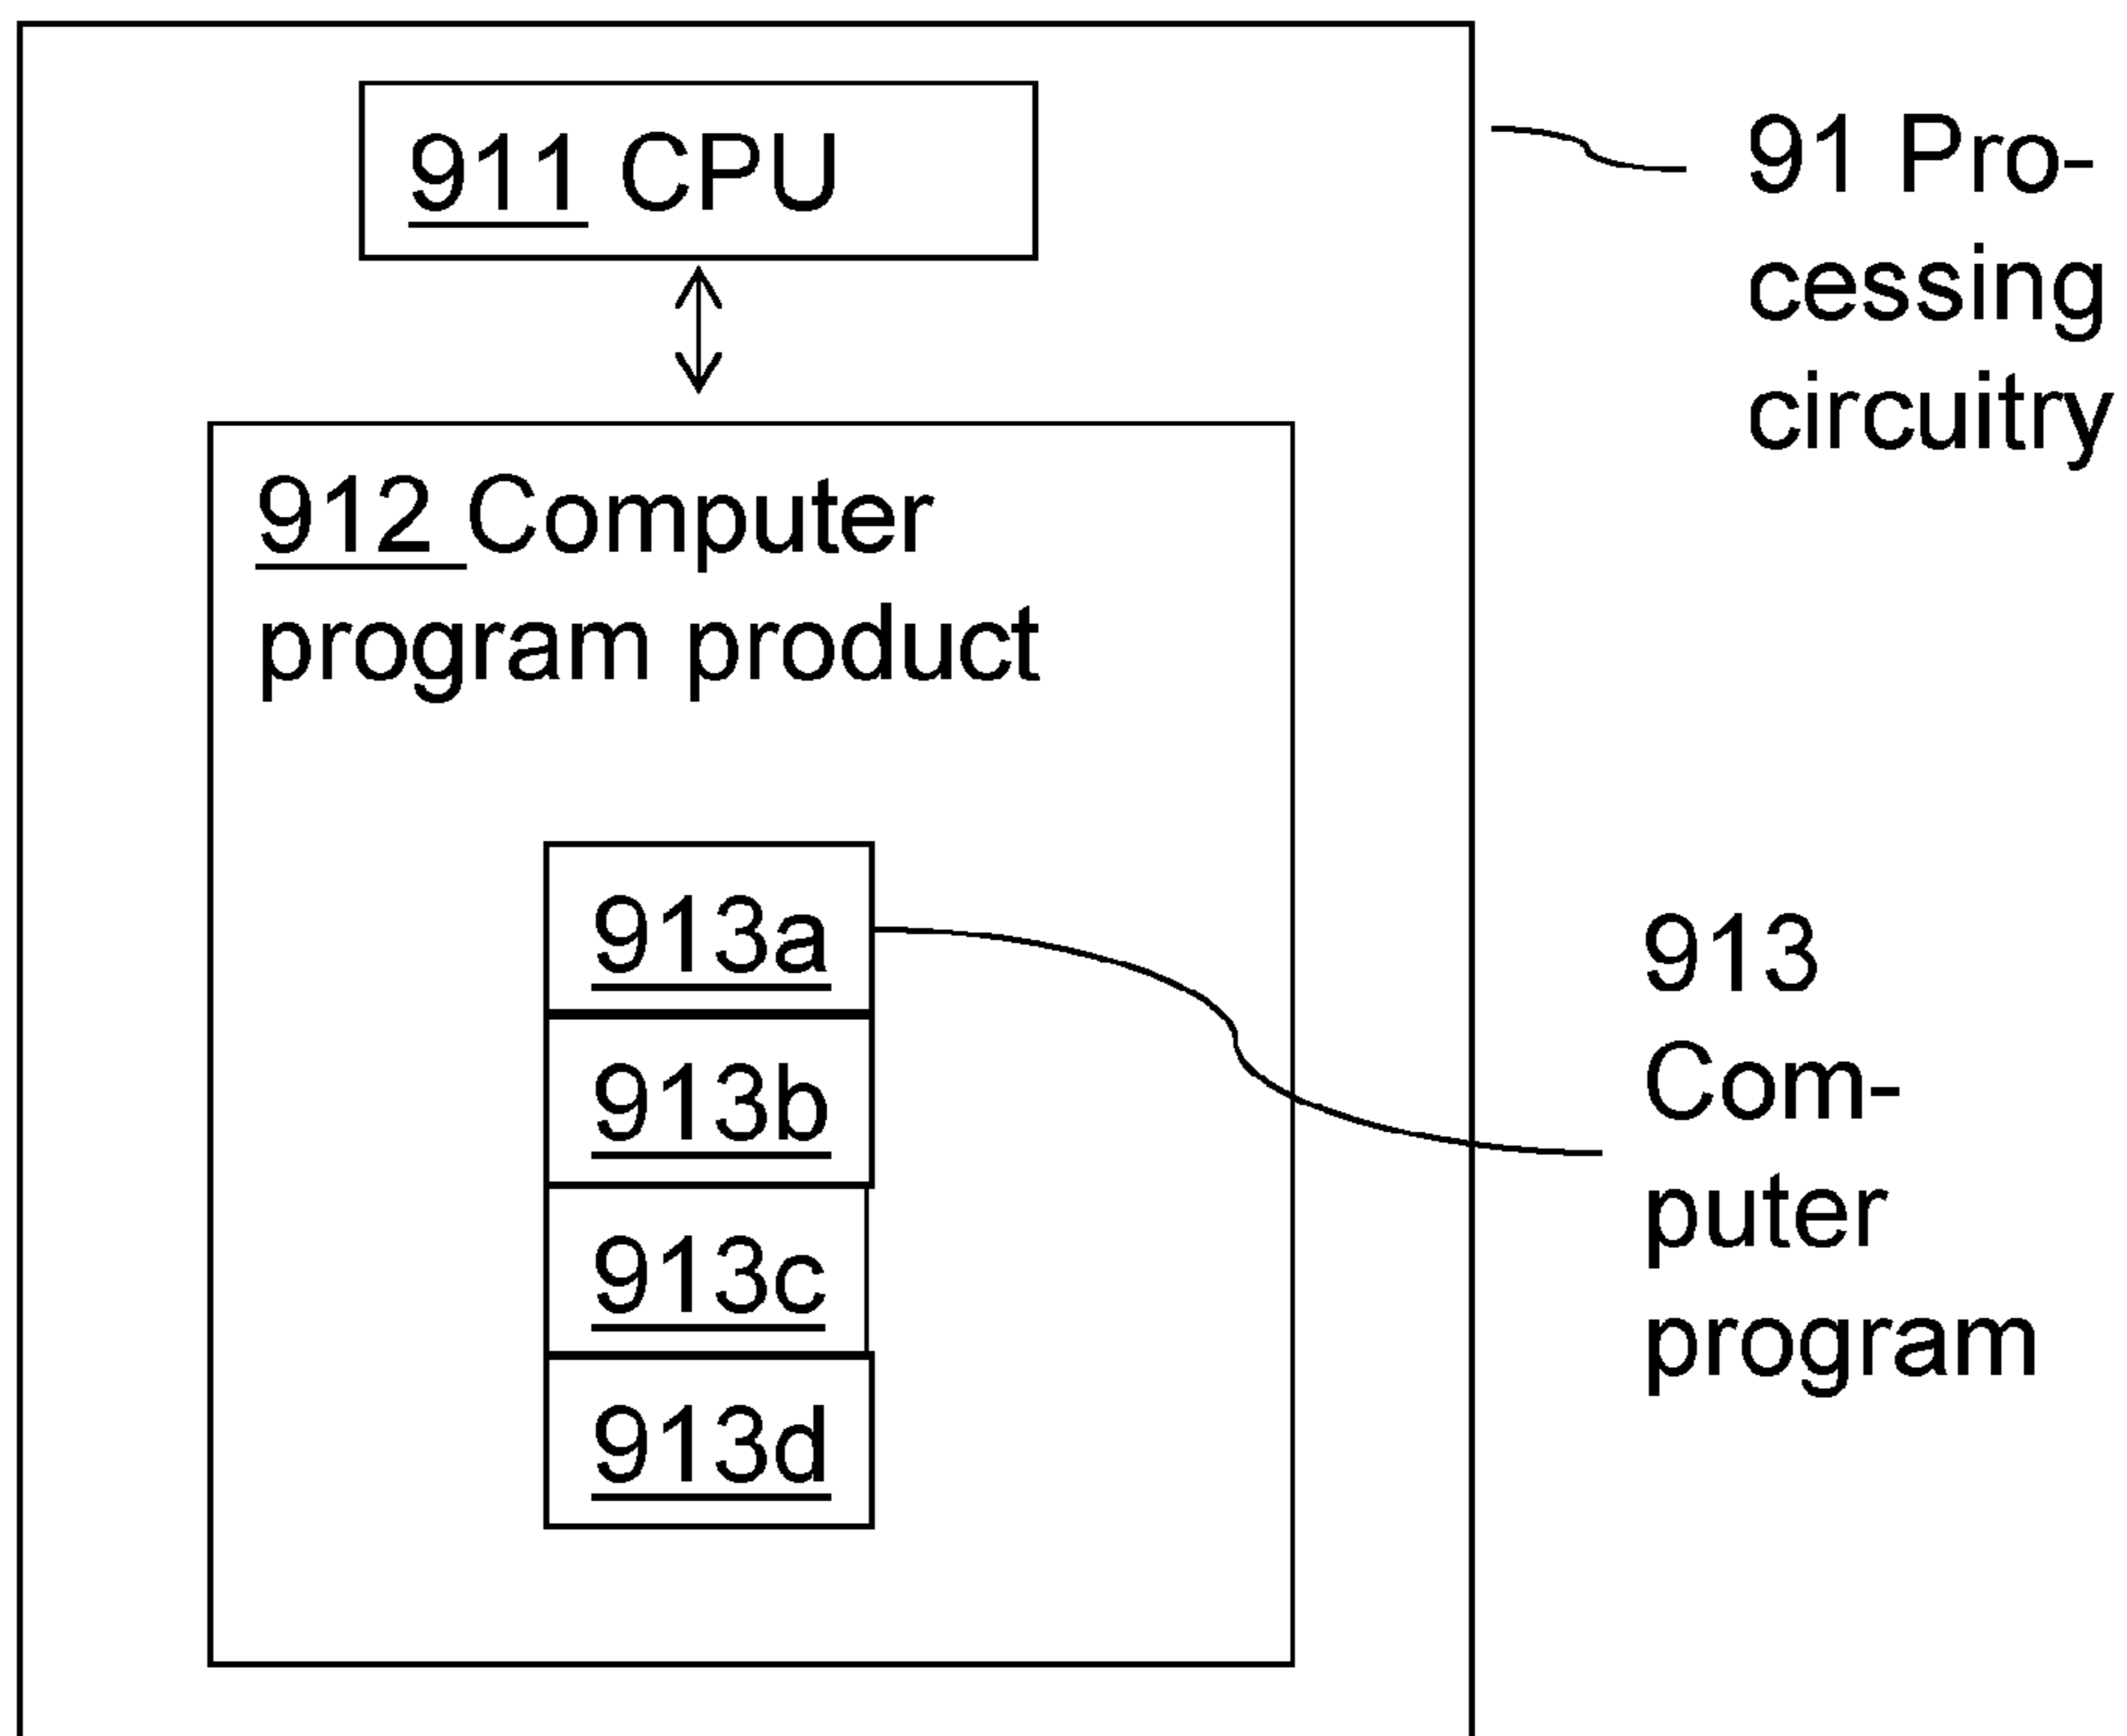 911 CPU
91 Pro-
cessing
circuitry
912 Computer
program product
913a
913b
913c
913d
913
Com-
puter
program